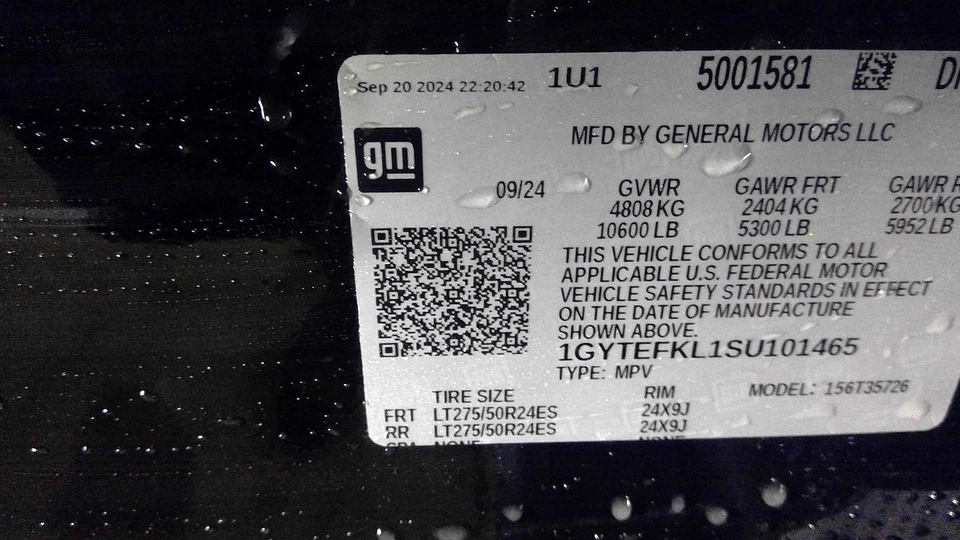 Sep 20 2024 22:20:42 1U1 5001581
MFD BY GENERAL MOTORS LLC
gm
09/24 GVWR GAWR FRT GAWR
4808 KG 2404 KG 2700 KG
10600 LB 5300 LB 5952 LB
THIS VEHICLE CONFORMS TO ALL
APPLICABLE U.S. FEDERAL MOTOR
VEHICLE SAFETY STANDARDS IN EFFECT
ON THE DATE OF MANUFACTURE
SHOWN ABOVE.
1GYTEFKL1SU101465
TYPE: MPV
TIRE SIZE RIM MODEL: 156T35726
FRT LT275/50R24ES 24X9J
RR LT275/50R24ES 24X9J